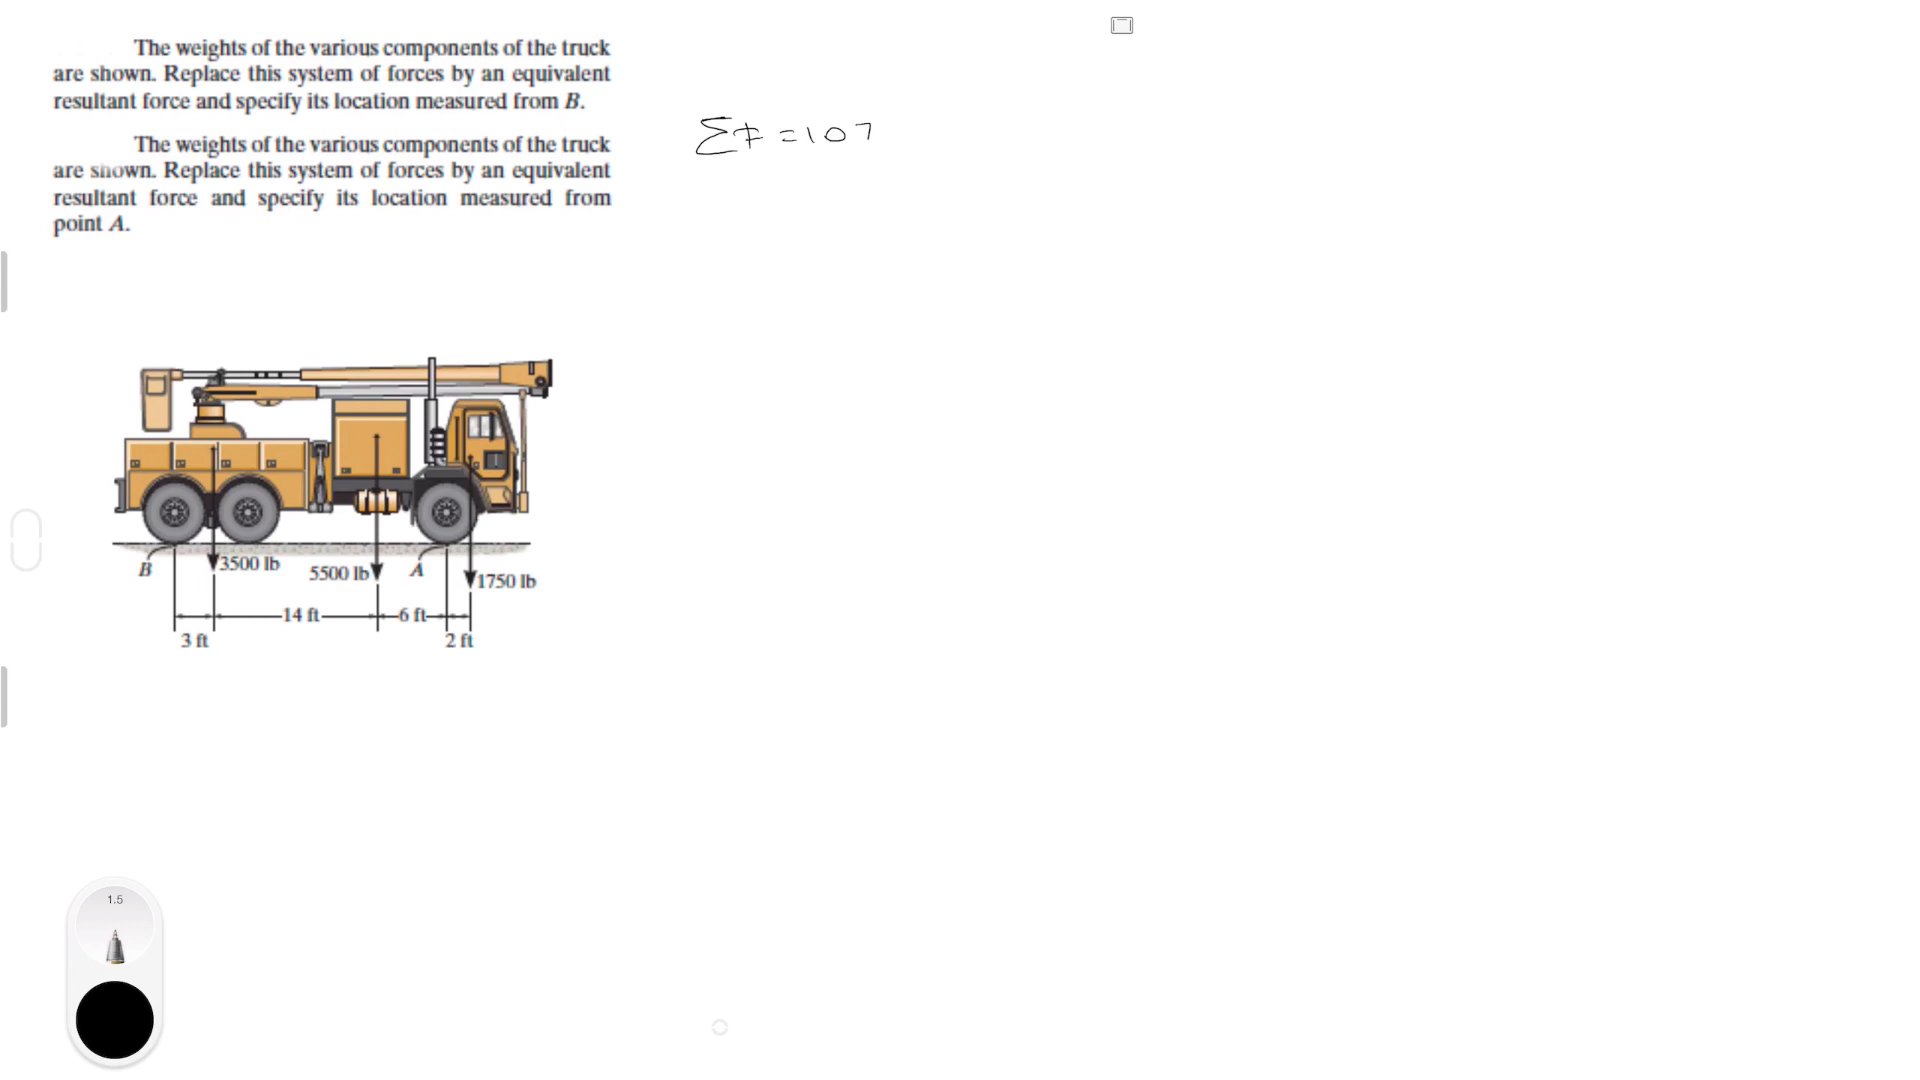 The weights of the various components of the truck
are shown. Replace this system of forces by an equivalent
resultant force and specify its location measured from B.
The weights of the various components of the truck
are shown. Replace this system of forces by an equivalent
resultant force and specify its location measured from
point A.
ΣF = 107
B
3500 lb
5500 lb
A
1750 lb
14 ft
6 ft
3 ft
2 ft
1.5